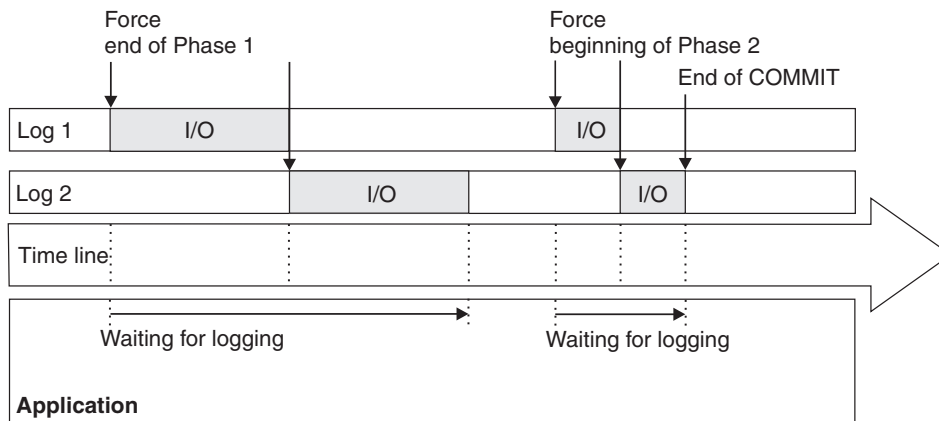 Force
end of Phase 1
Force
beginning of Phase 2
End of COMMIT
Log 1
I/O
I/O
Log 2
I/O
I/O
Time line
Waiting for logging
Waiting for logging
Application